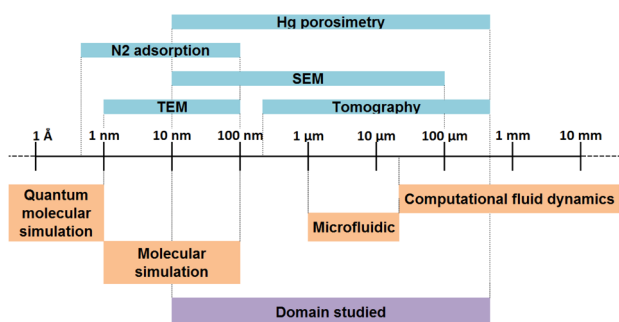 Hg porosimetry
N2 adsorption
SEM
TEM
Tomography
1 Å
1 nm
10 nm
100 nm
1 µm
10 µm
100 µm
1 mm
10 mm
Quantum
molecular
simulation
Computational fluid dynamics
Microfluidic
Molecular
simulation
Domain studied